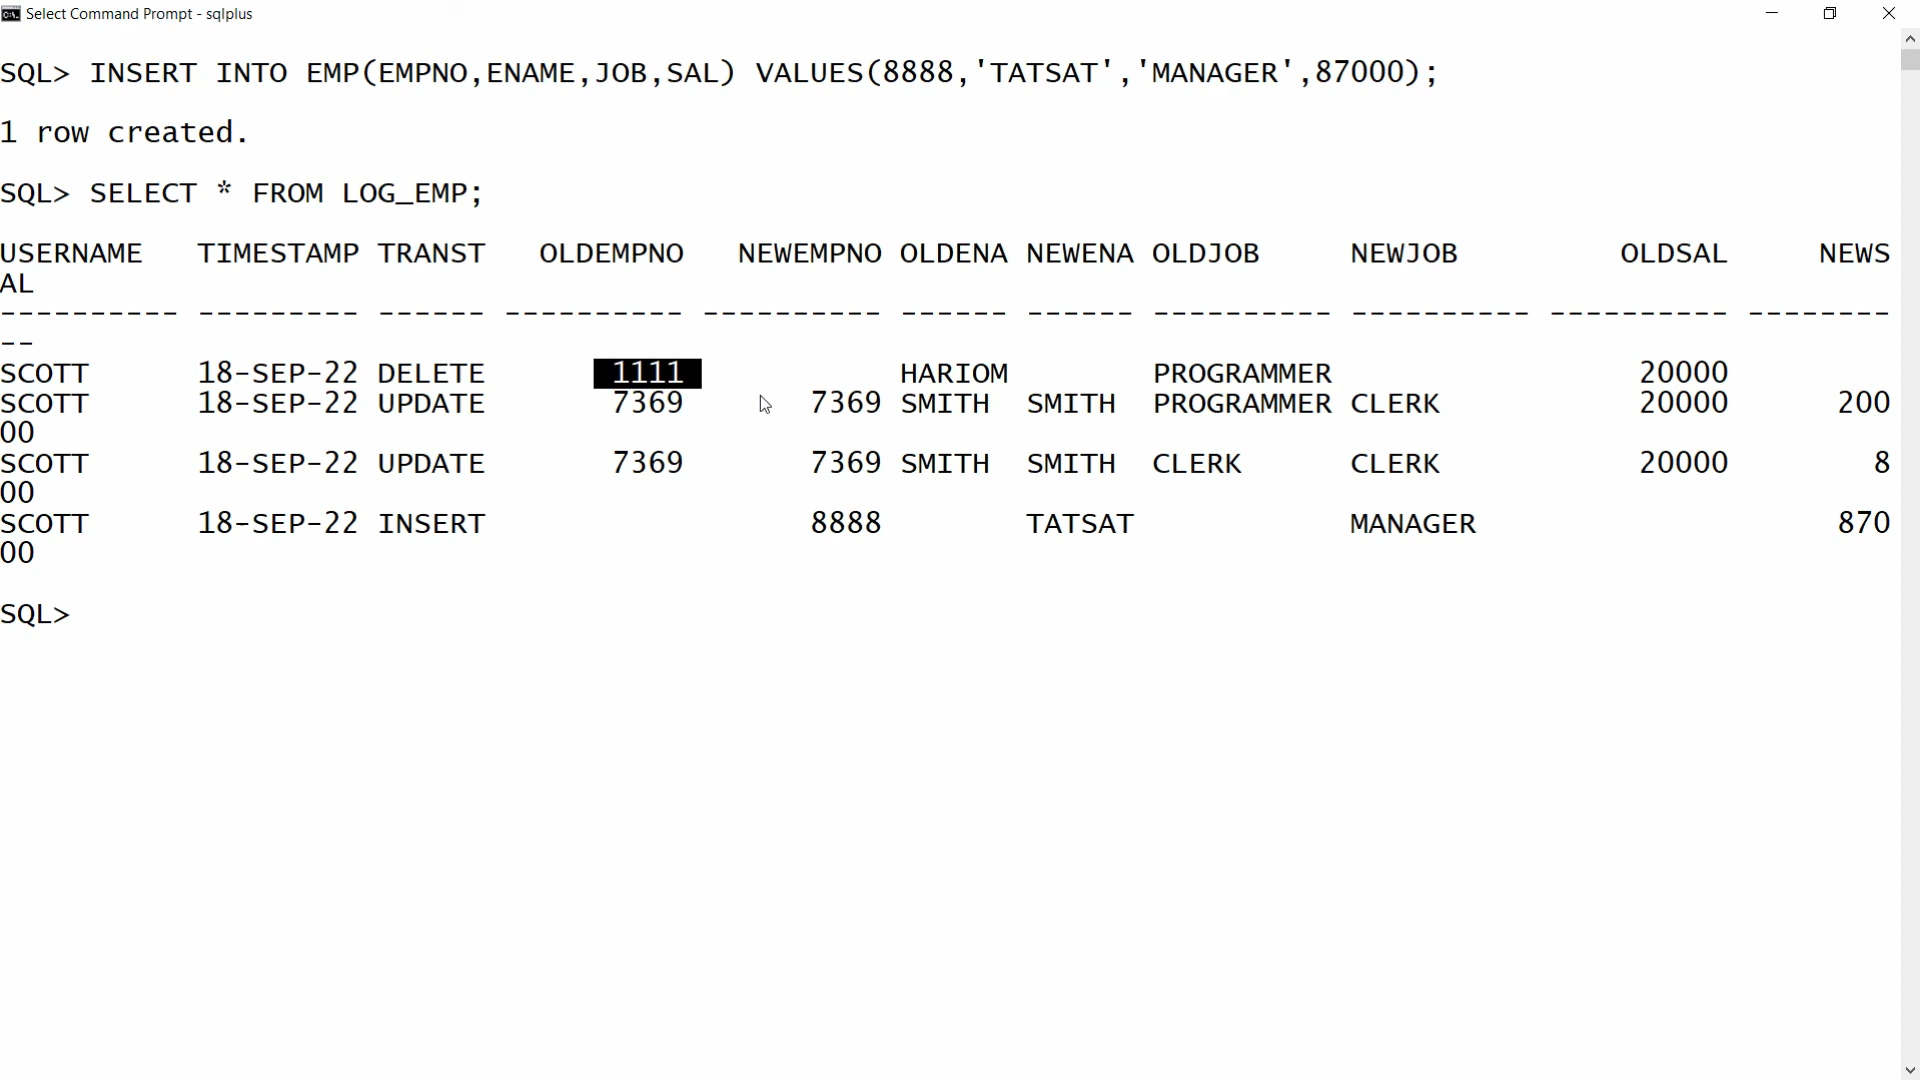 Select Command Prompt - sqlplus
SQL> INSERT INTO EMP(EMPNO,ENAME,JOB,SAL) VALUES(8888,'TATSAT','MANAGER',87000);
1 row created.
SQL> SELECT * FROM LOG_EMP;
USERNAME   TIMESTAMP TRANST   OLDEMPNO   NEWEMPNO OLDENA NEWENA OLDJOB     NEWJOB         OLDSAL     NEWS
AL
---------- --------- ------ ---------- ---------- ------ ------ ---------- ---------- ---------- --------
--
SCOTT      18-SEP-22 DELETE       1111            HARIOM        PROGRAMMER                 20000
SCOTT      18-SEP-22 UPDATE       7369       7369 SMITH  SMITH  PROGRAMMER CLERK           20000      200
00
SCOTT      18-SEP-22 UPDATE       7369       7369 SMITH  SMITH  CLERK      CLERK           20000        8
00
SCOTT      18-SEP-22 INSERT                  8888        TATSAT            MANAGER                    870
00
SQL>